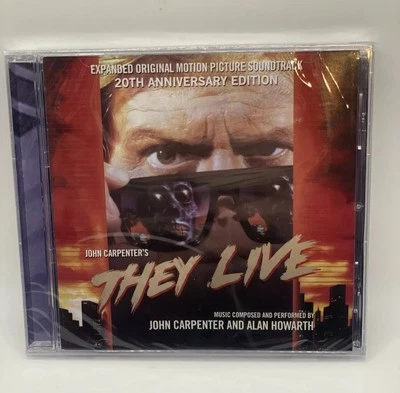 EXPANDED ORIGINAL MOTION PICTURE SOUNDTRACK
20TH ANNIVERSARY EDITION
JOHN CARPENTER'S
THEY LIVE
MUSIC COMPOSED AND PERFORMED BY
JOHN CARPENTER AND ALAN HOWARTH